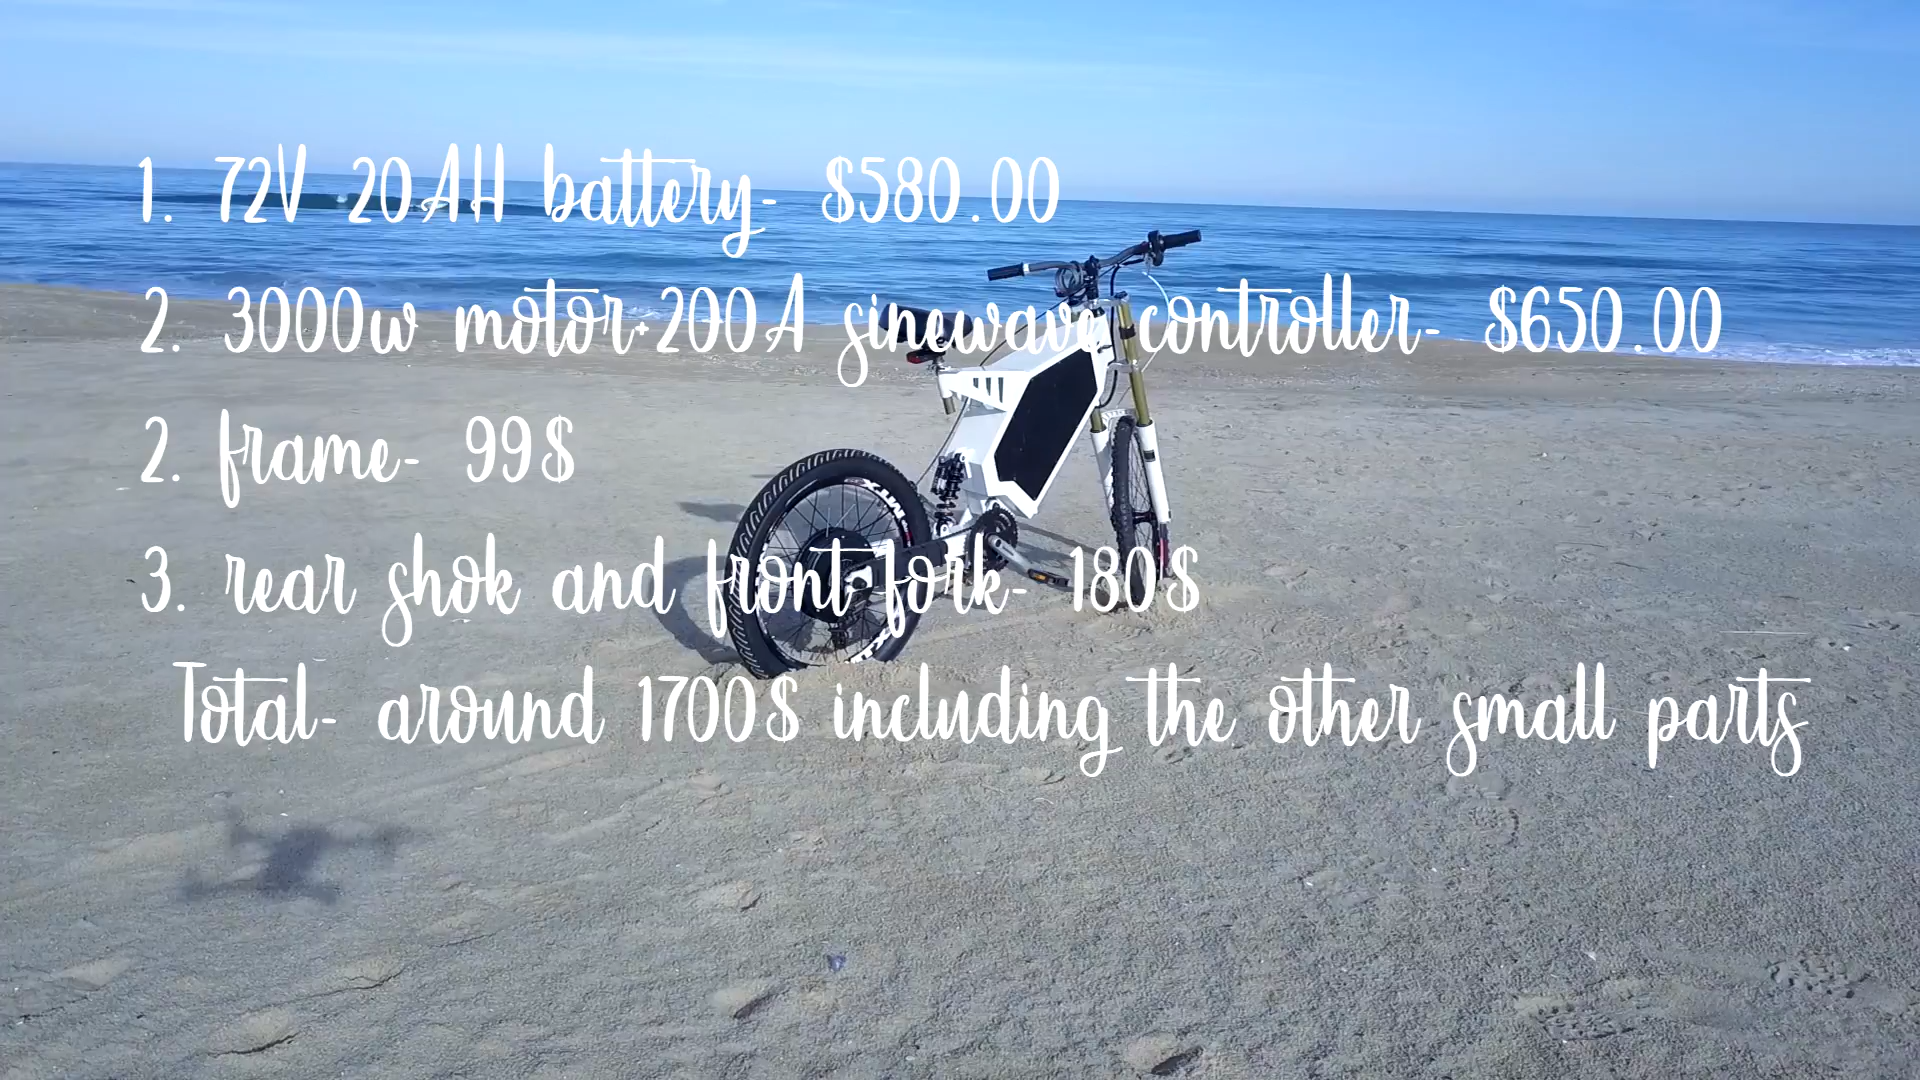 1. 72V 20AH battery- $580.00
2. 3000w motor+200A sinewave controller- $650.00
2. frame- 99$
3. rear shok and front fork- 180$
Total- around 1700$ including the other small parts
MTX